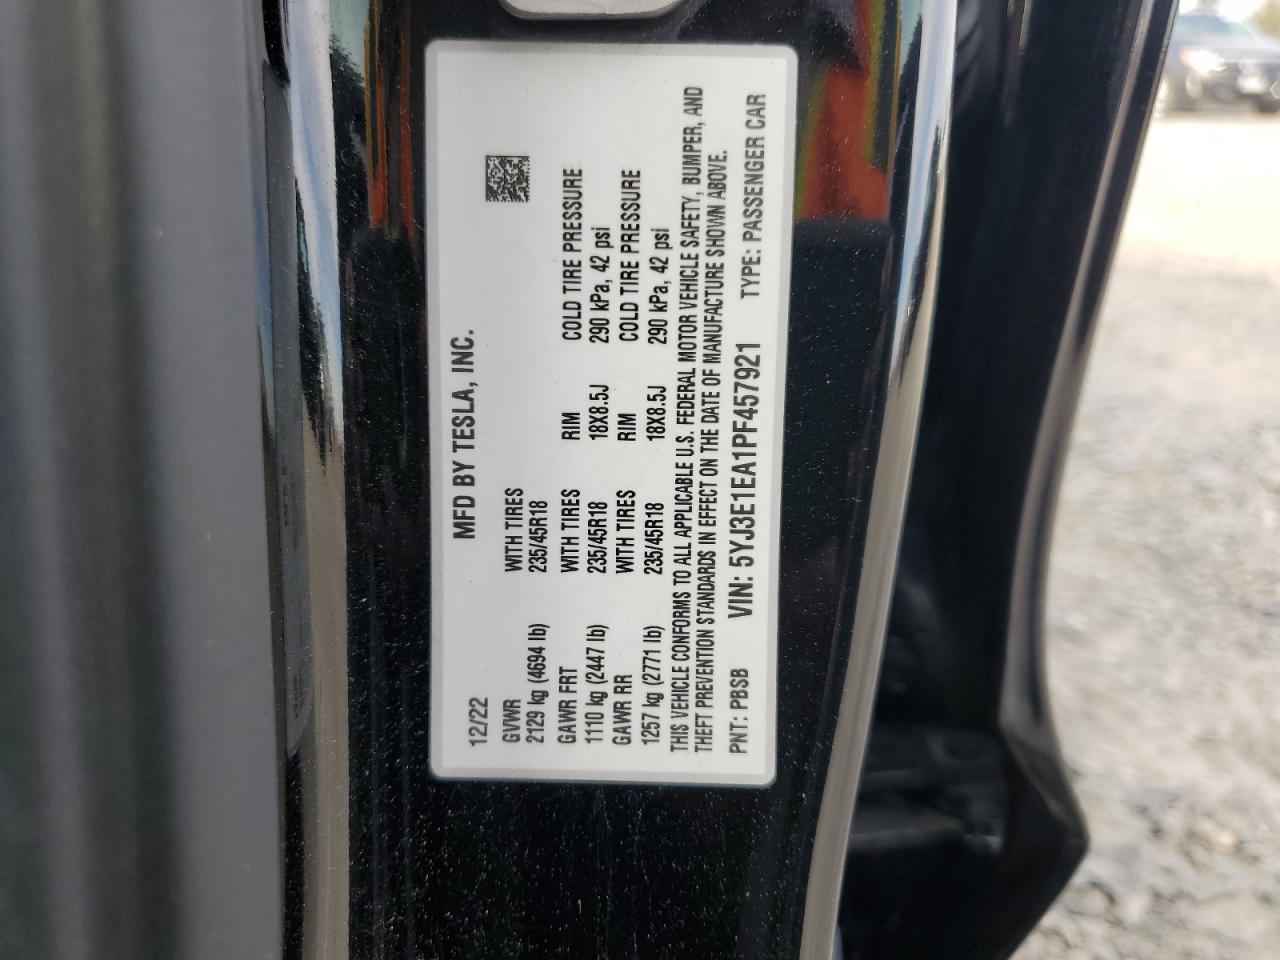 MFD BY TESLA, INC.
12/22
GVWR WITH TIRES
2129 kg (4694 lb) 235/45R18
GAWR FRT WITH TIRES RIM COLD TIRE PRESSURE
1110 kg (2447 lb) 235/45R18 18X8.5J 290 kPa, 42 psi
GAWR RR WITH TIRES RIM COLD TIRE PRESSURE
1257 kg (2771 lb) 235/45R18 18X8.5J 290 kPa, 42 psi
THIS VEHICLE CONFORMS TO ALL APPLICABLE U.S. FEDERAL MOTOR VEHICLE SAFETY, BUMPER, AND
THEFT PREVENTION STANDARDS IN EFFECT ON THE DATE OF MANUFACTURE SHOWN ABOVE.
PNT: PBSB VIN: 5YJ3E1EA1PF457921 TYPE: PASSENGER CAR